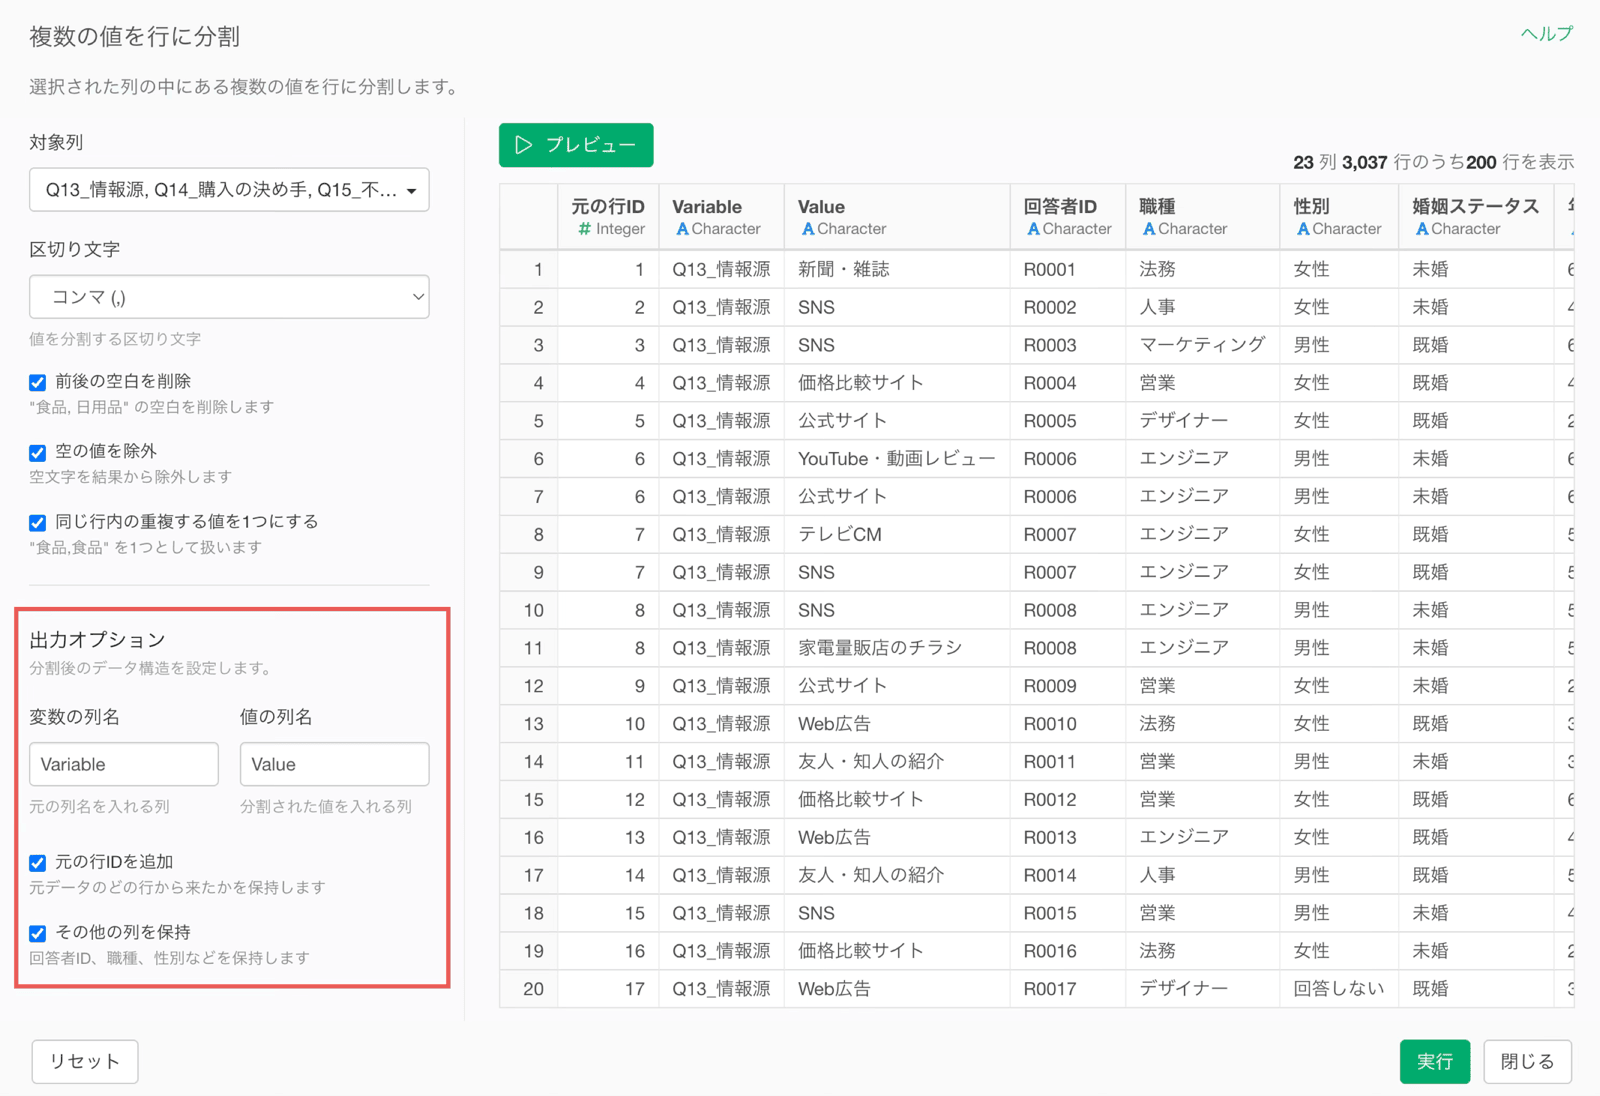 複数の値を行に分割
ヘルプ
選択された列の中にある複数の値を行に分割します。
対象列
Q13_情報源, Q14_購入の決め手, Q15_不...
区切り文字
コンマ (,)
値を分割する区切り文字
前後の空白を削除
"食品, 日用品" の空白を削除します
空の値を除外
空文字を結果から除外します
同じ行内の重複する値を1つにする
"食品,食品" を1つとして扱います
出力オプション
分割後のデータ構造を設定します。
変数の列名 値の列名
Variable Value
元の列名を入れる列 分割された値を入れる列
元の行IDを追加
元データのどの行から来たかを保持します
その他の列を保持
回答者ID、職種、性別などを保持します
プレビュー
23 列 3,037 行のうち200 行を表示
元の行ID Variable Value 回答者ID 職種 性別 婚姻ステータス
# Integer A Character A Character A Character A Character A Character A Character
1 1 Q13_情報源 新聞・雑誌 R0001 法務 女性 未婚
2 2 Q13_情報源 SNS R0002 人事 女性 未婚
3 3 Q13_情報源 SNS R0003 マーケティング 男性 既婚
4 4 Q13_情報源 価格比較サイト R0004 営業 女性 既婚
5 5 Q13_情報源 公式サイト R0005 デザイナー 女性 既婚
6 6 Q13_情報源 YouTube・動画レビュー R0006 エンジニア 男性 未婚
7 6 Q13_情報源 公式サイト R0006 エンジニア 男性 未婚
8 7 Q13_情報源 テレビCM R0007 エンジニア 女性 未婚
9 7 Q13_情報源 SNS R0007 エンジニア 女性 未婚
10 8 Q13_情報源 SNS R0008 エンジニア 男性 未婚
11 8 Q13_情報源 家電量販店のチラシ R0008 エンジニア 男性 未婚
12 9 Q13_情報源 公式サイト R0009 営業 女性 未婚
13 10 Q13_情報源 Web広告 R0010 法務 女性 既婚
14 11 Q13_情報源 友人・知人の紹介 R0011 営業 男性 未婚
15 12 Q13_情報源 価格比較サイト R0012 営業 女性 既婚
16 13 Q13_情報源 Web広告 R0013 エンジニア 女性 既婚
17 14 Q13_情報源 友人・知人の紹介 R0014 人事 男性 既婚
18 15 Q13_情報源 SNS R0015 営業 男性 未婚
19 16 Q13_情報源 価格比較サイト R0016 法務 女性 未婚
20 17 Q13_情報源 Web広告 R0017 デザイナー 回答しない 既婚
リセット
実行 閉じる